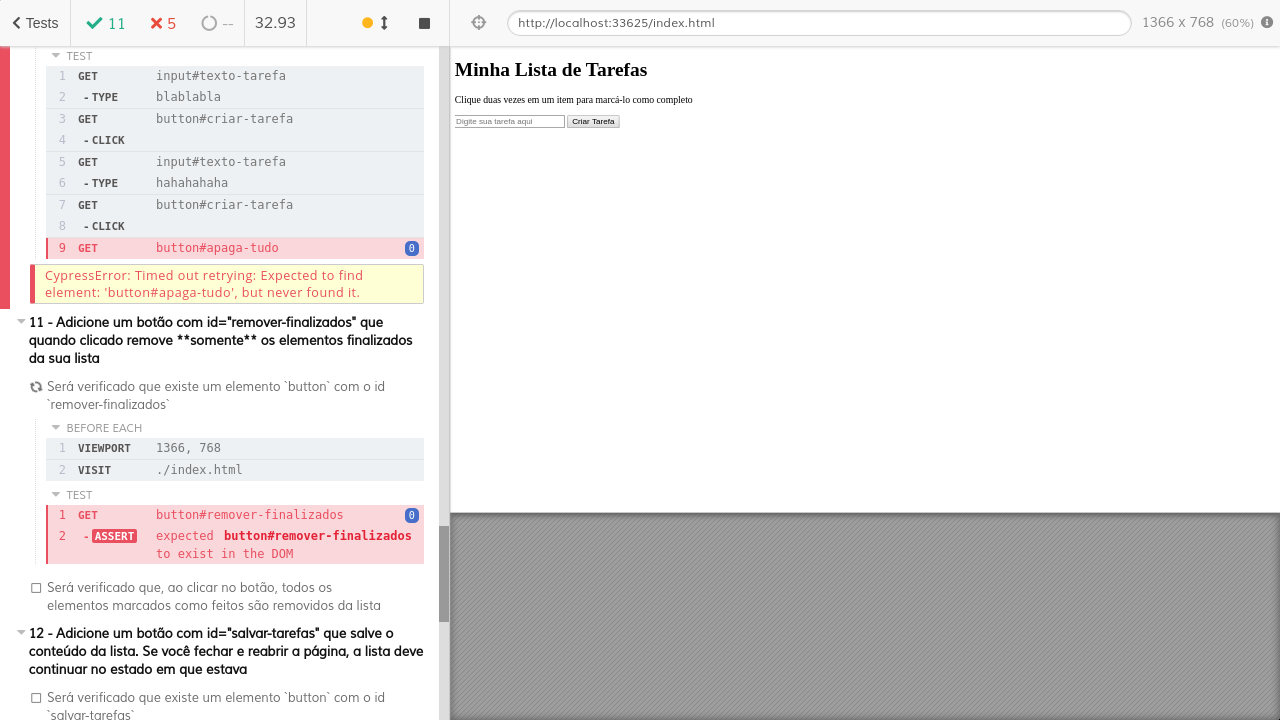 Tests 11 5 -- 32.93
http://localhost:33625/index.html 1366 x 768 (60%)
TEST
1 GET input#texto-tarefa
2 - TYPE blablabla
3 GET button#criar-tarefa
4 - CLICK
5 GET input#texto-tarefa
6 - TYPE hahahahaha
7 GET button#criar-tarefa
8 - CLICK
9 GET button#apaga-tudo 0
CypressError: Timed out retrying: Expected to find
element: 'button#apaga-tudo', but never found it.
11 - Adicione um botão com id="remover-finalizados" que
quando clicado remove **somente** os elementos finalizados
da sua lista
Será verificado que existe um elemento `button` com o id
`remover-finalizados`
BEFORE EACH
1 VIEWPORT 1366, 768
2 VISIT ./index.html
TEST
1 GET button#remover-finalizados 0
2 - ASSERT expected button#remover-finalizados
to exist in the DOM
Será verificado que, ao clicar no botão, todos os
elementos marcados como feitos são removidos da lista
12 - Adicione um botão com id="salvar-tarefas" que salve o
conteúdo da lista. Se você fechar e reabrir a página, a lista deve
continuar no estado em que estava
Será verificado que existe um elemento `button` com o id
`salvar-tarefas`
Minha Lista de Tarefas
Clique duas vezes em um item para marcá-lo como completo
Digite sua tarefa aqui Criar Tarefa